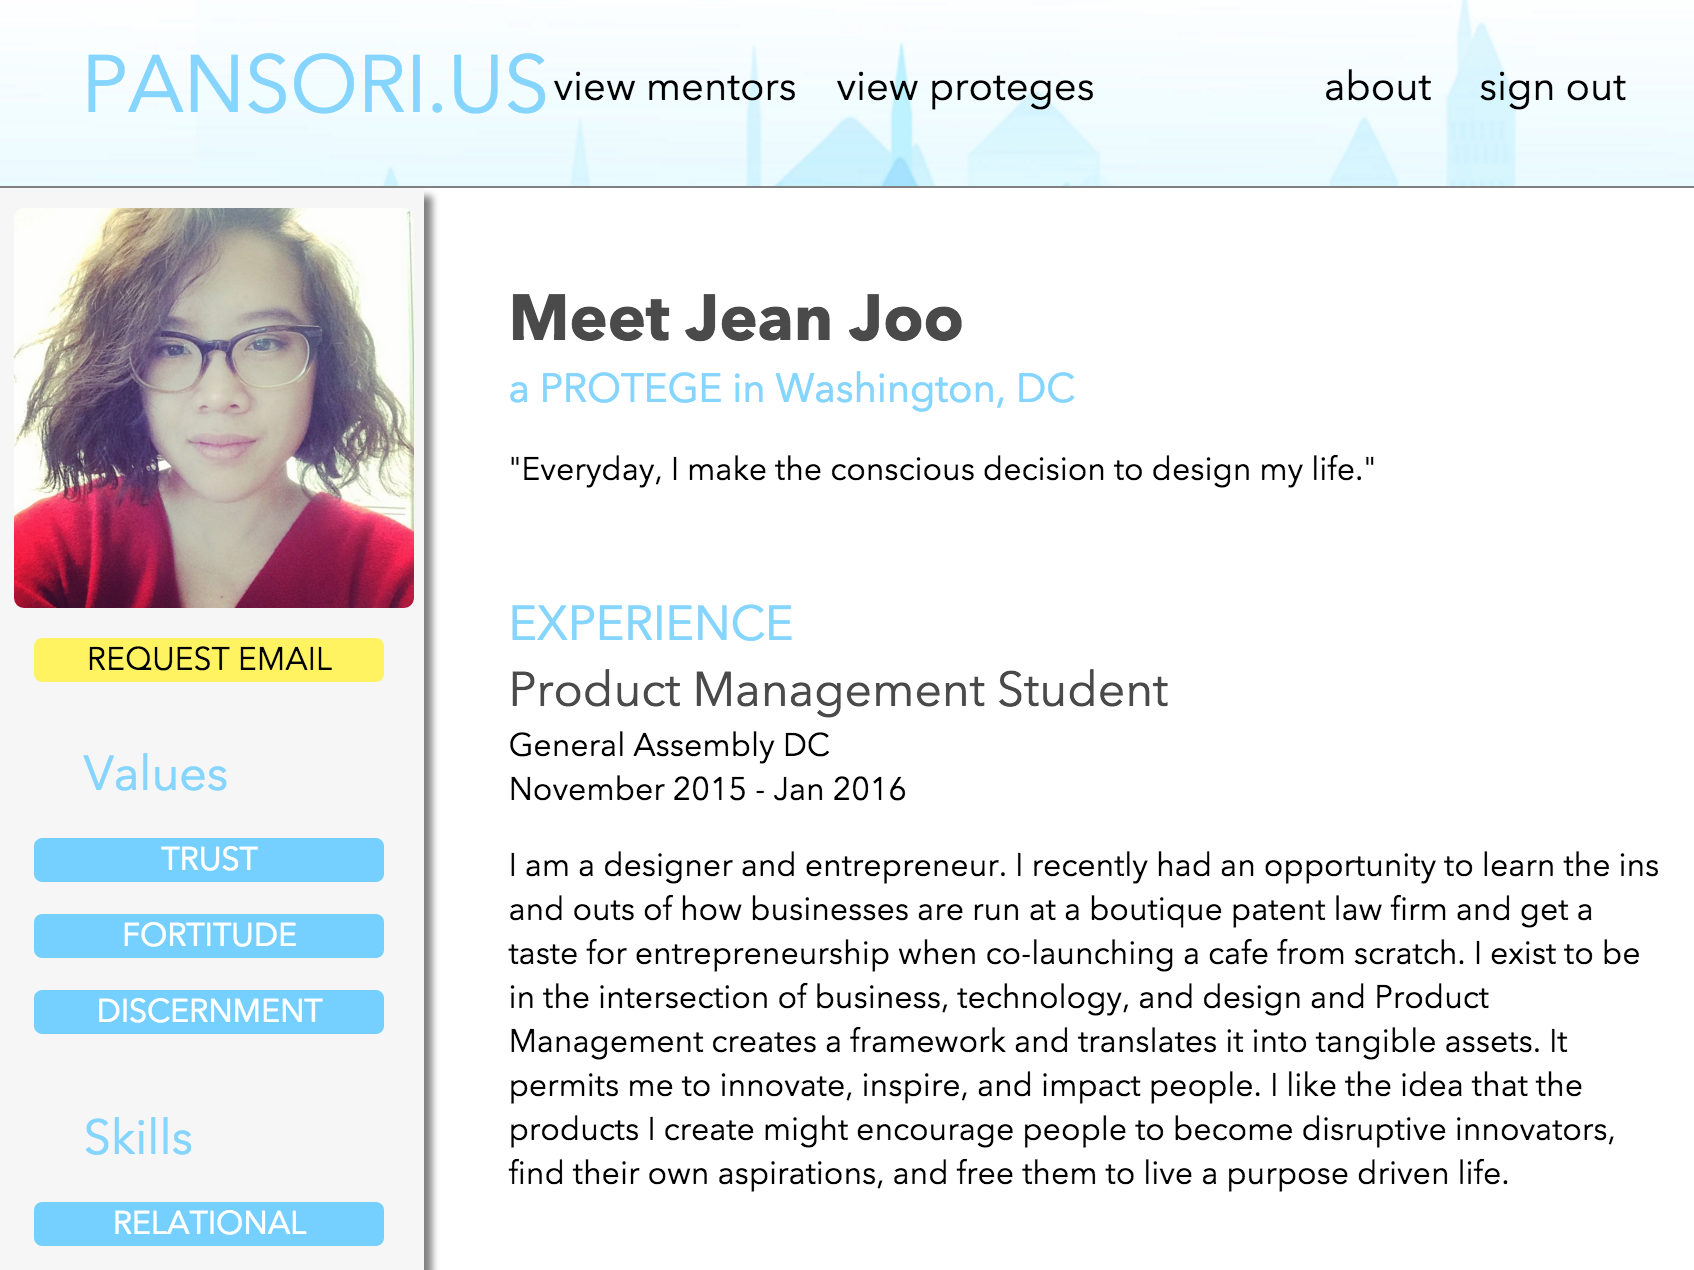 PANSORI.US view mentors view proteges about sign out
REQUEST EMAIL
Values
TRUST
FORTITUDE
DISCERNMENT
Skills
RELATIONAL
Meet Jean Joo
a PROTEGE in Washington, DC
"Everyday, I make the conscious decision to design my life."
EXPERIENCE
Product Management Student
General Assembly DC
November 2015 - Jan 2016
I am a designer and entrepreneur. I recently had an opportunity to learn the ins
and outs of how businesses are run at a boutique patent law firm and get a
taste for entrepreneurship when co-launching a cafe from scratch. I exist to be
in the intersection of business, technology, and design and Product
Management creates a framework and translates it into tangible assets. It
permits me to innovate, inspire, and impact people. I like the idea that the
products I create might encourage people to become disruptive innovators,
find their own aspirations, and free them to live a purpose driven life.